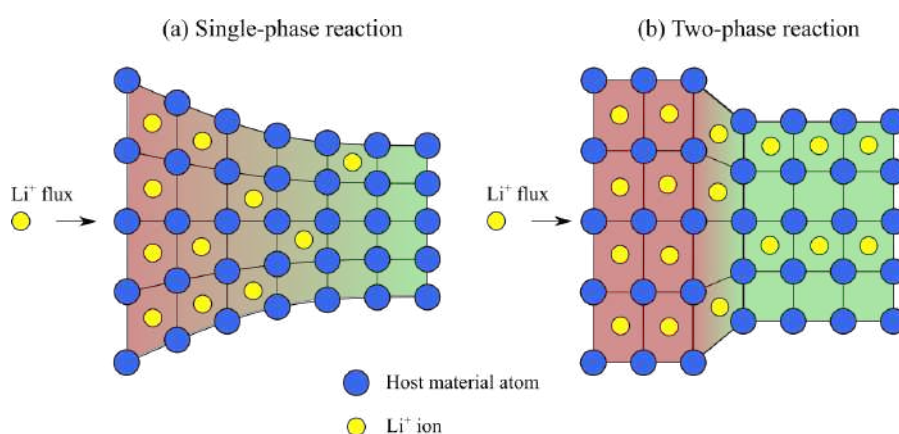 (a) Single-phase reaction
(b) Two-phase reaction
Li⁺ flux
Li⁺ flux
Host material atom
Li⁺ ion